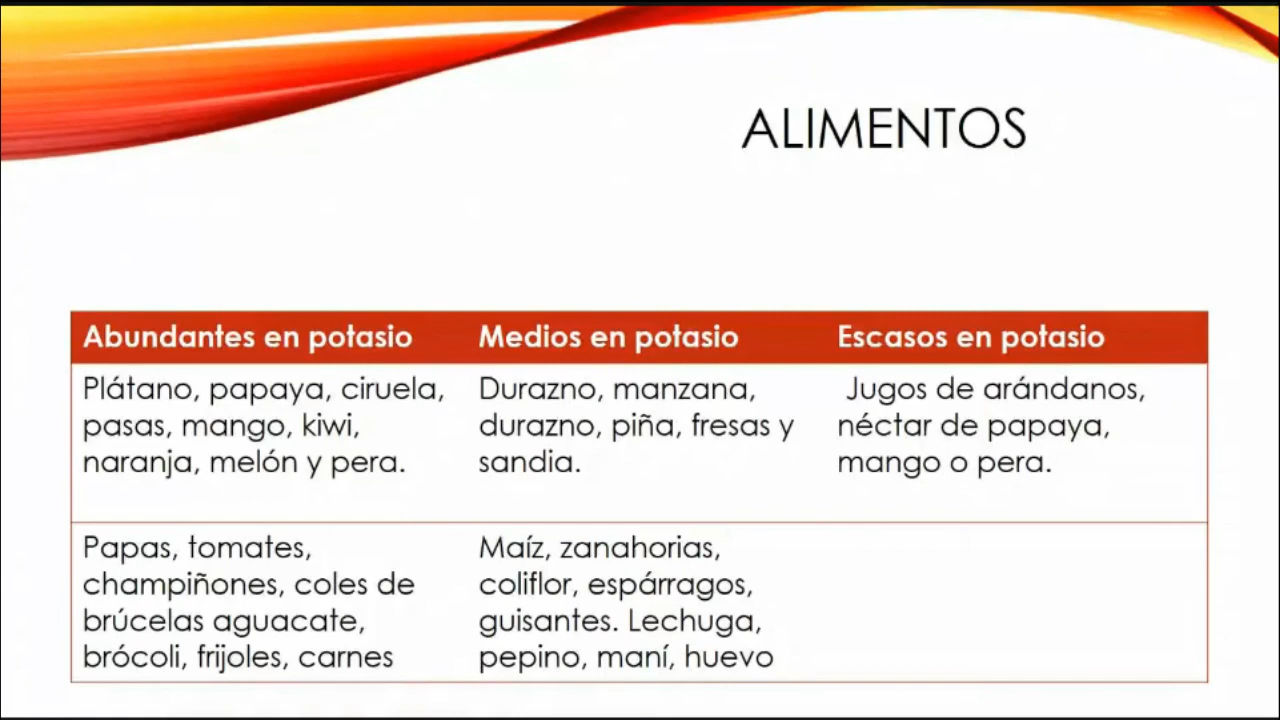 ALIMENTOS
Abundantes en potasio
Medios en potasio
Escasos en potasio
Plátano, papaya, ciruela,
pasas, mango, kiwi,
naranja, melón y pera.
Durazno, manzana,
durazno, piña, fresas y
sandia.
Jugos de arándanos,
néctar de papaya,
mango o pera.
Papas, tomates,
champiñones, coles de
brúcelas aguacate,
brócoli, frijoles, carnes
Maíz, zanahorias,
coliflor, espárragos,
guisantes. Lechuga,
pepino, maní, huevo